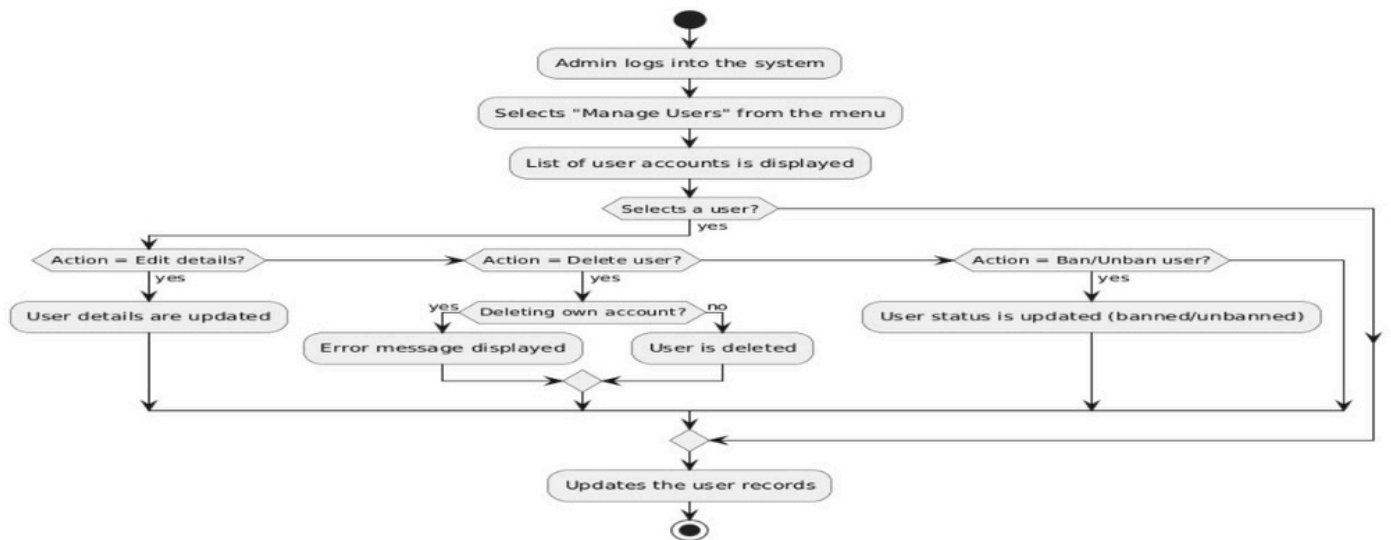 Admin logs into the system
Selects "Manage Users" from the menu
List of user accounts is displayed
Selects a user?
yes
Action = Edit details?
Action = Delete user?
Action = Ban/Unban user?
yes
yes
yes
User details are updated
yes
Deleting own account?
no
User status is updated (banned/unbanned)
Error message displayed
User is deleted
Updates the user records